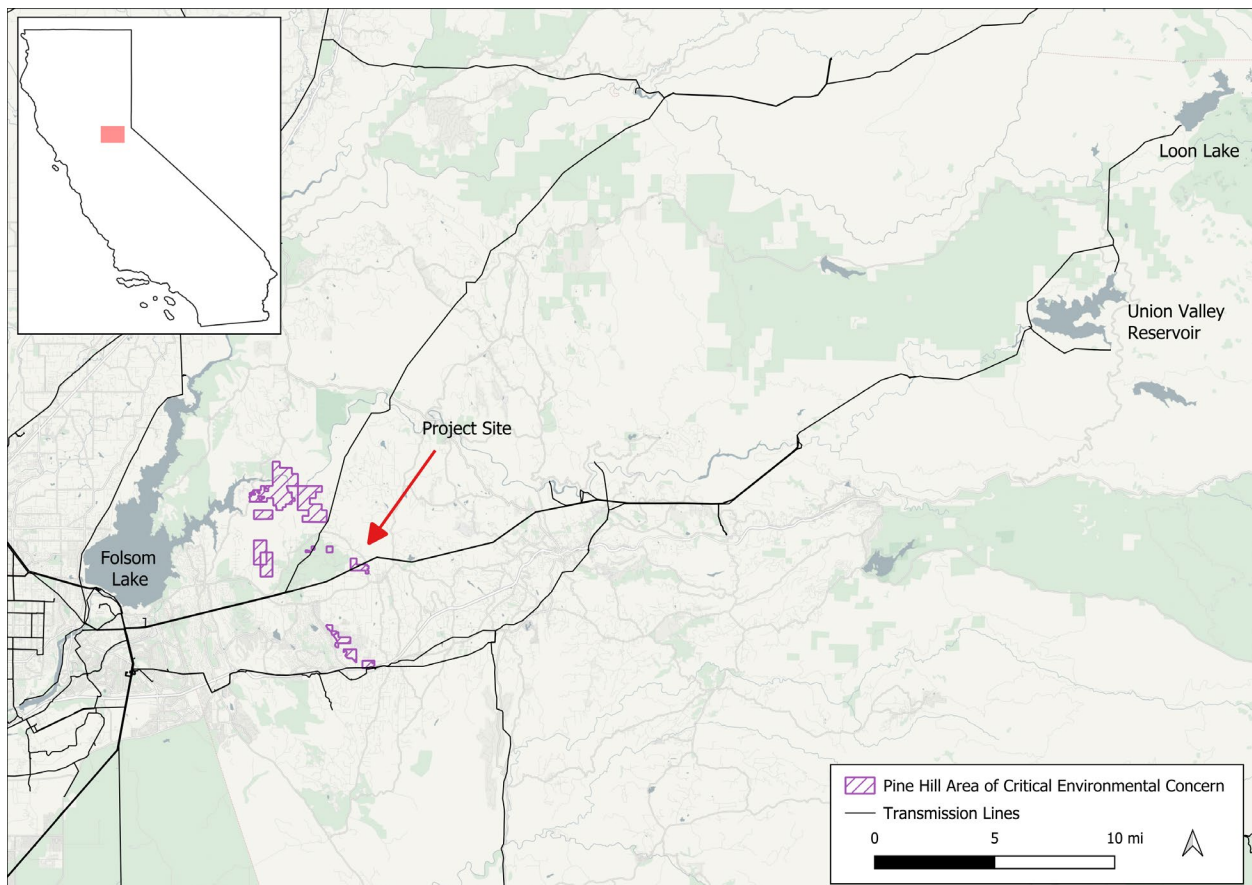 Loon Lake
Union Valley
Reservoir
Project Site
Folsom
Lake
Pine Hill Area of Critical Environmental Concern
Transmission Lines
0 5 10 mi